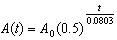 A(t) = A₀(0.5)^(t/0.0803)